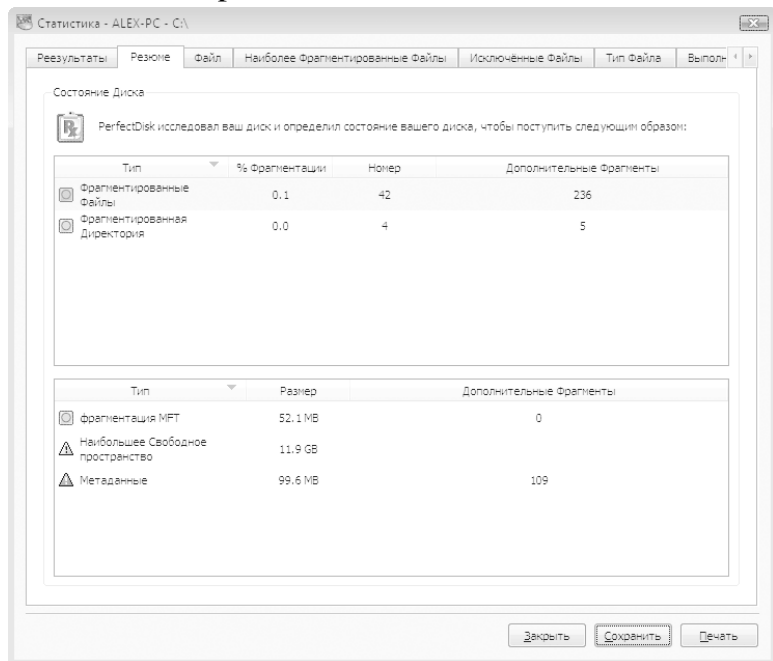 Статистика - ALEX-PC - C:\
Реезультаты Резюме Файл Наиболее Фрагментированные Файлы Исключённые Файлы Тип Файла Выполн
Состояние Диска
PerfectDisk исследовал ваш диск и определил состояние вашего диска, чтобы поступить следующим образом:
Тип % Фрагментации Номер Дополнительные Фрагменты
Фрагментированные
Файлы 0.1 42 236
Фрагментированная
Директория 0.0 4 5
Тип Размер Дополнительные Фрагменты
фрагментация MFT 52.1 MB 0
Наибольшее Свободное
пространство 11.9 GB
Метаданные 99.6 MB 109
Закрыть Сохранить Печать